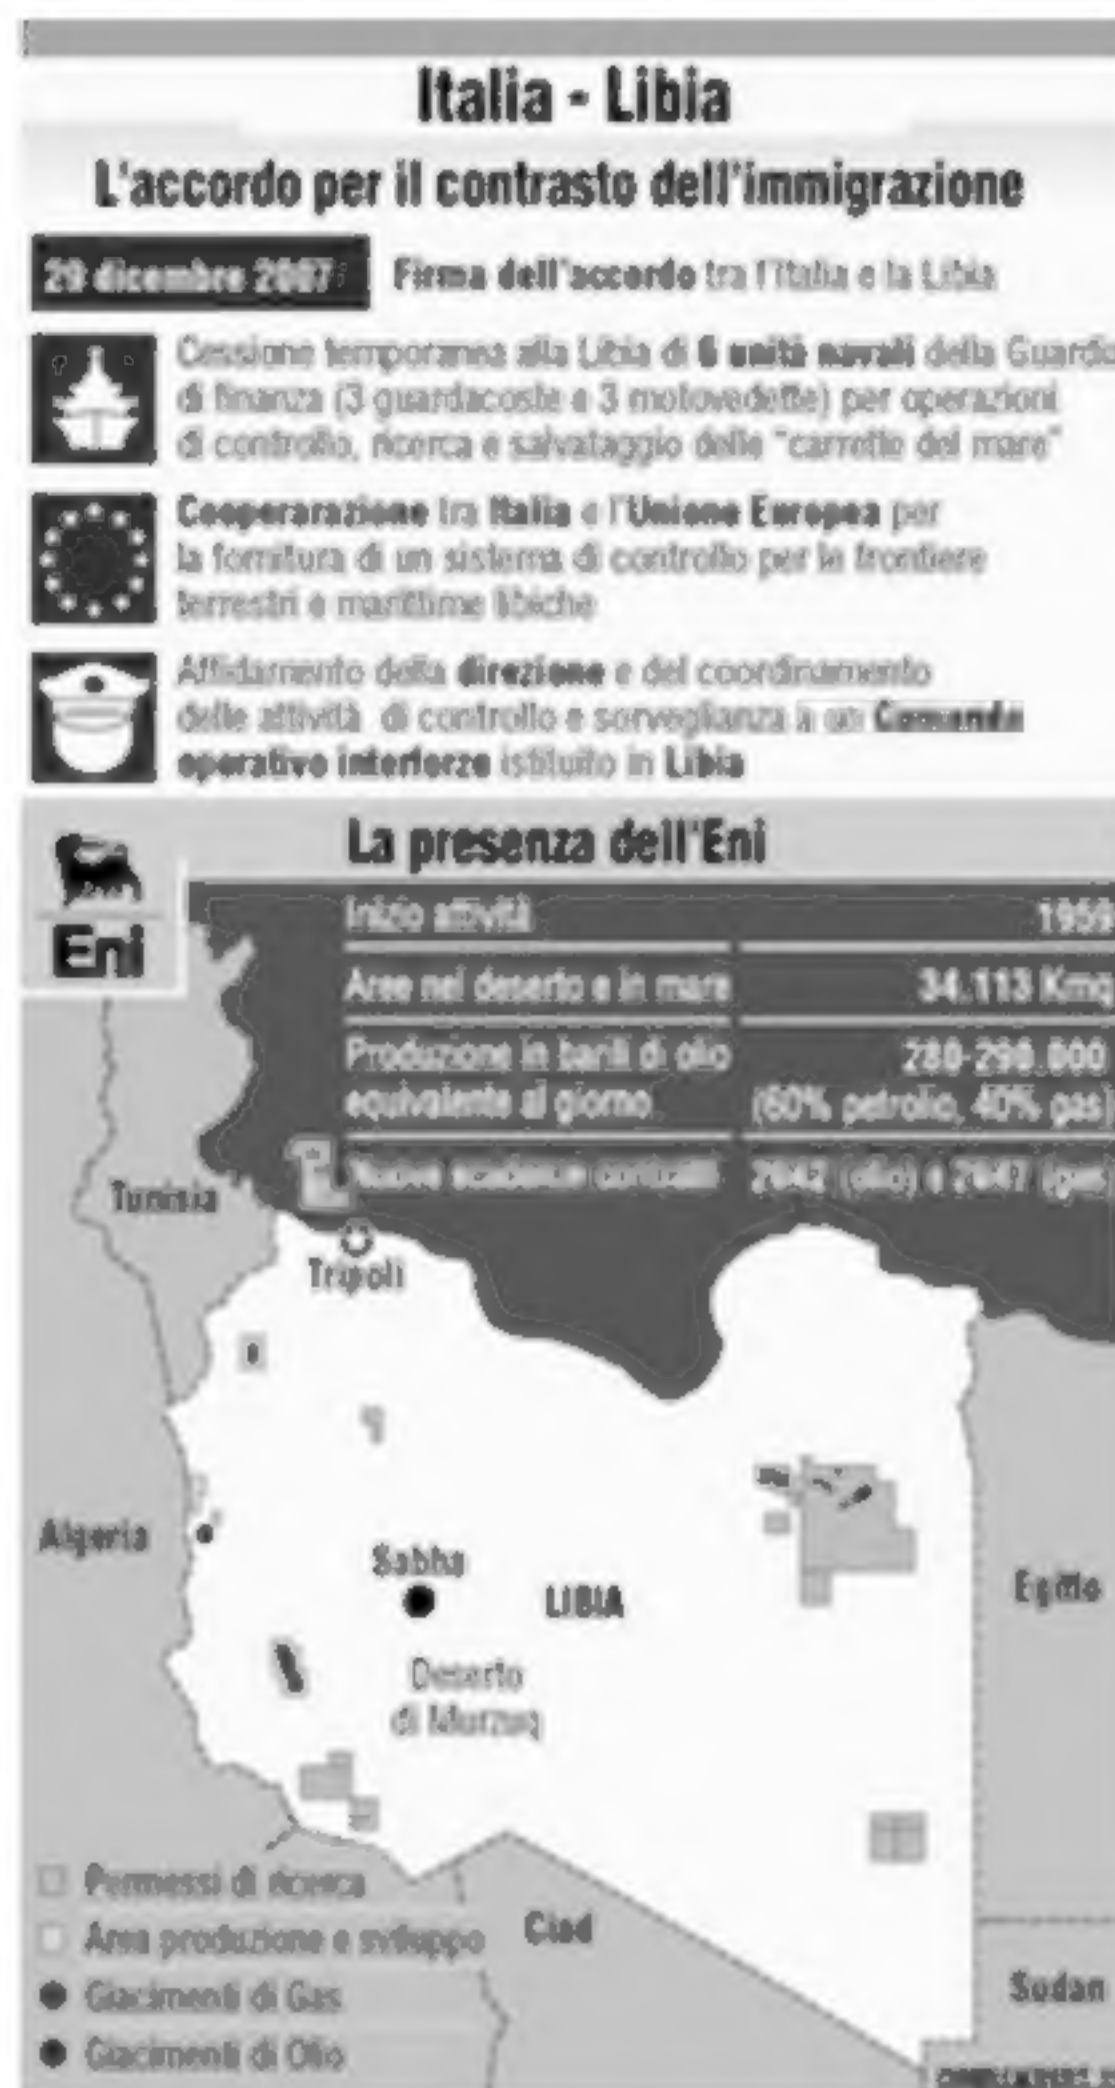 Italia - Libia
L'accordo per il contrasto dell'immigrazione
29 dicembre 2007
Firma dell'accordo tra l'Italia e la Libia
Cessione temporanea alla Libia di 6 unità navali della Guardia
di finanza (3 guardacoste e 3 motovedette) per operazioni
di controllo, ricerca e salvataggio delle "carrette del mare"
Cooperarazione tra Italia e l'Unione Europea per
la fornitura di un sistema di controllo per le frontiere
terrestri e marittime libiche
Affidamento della direzione e del coordinamento
delle attività di controllo e sorveglianza a un Comando
operativo interforze istituito in Libia
La presenza dell'Eni
Eni
Inizio attività 1959
Aree nel deserto e in mare 34.113 Kmq
Produzione in barili di olio 280-290.000
equivalente al giorno (60% petrolio, 40% gas)
scadenza contratti 2042 (olio) e 2047 (gas)
Tunisia
Tripoli
Algeria
Sabha
LIBIA
Egitto
Deserto
di Murzuq
Permessi di ricerca
Area produzione e sviluppo
Ciad
Giacimenti di Gas
Sudan
Giacimenti di Olio